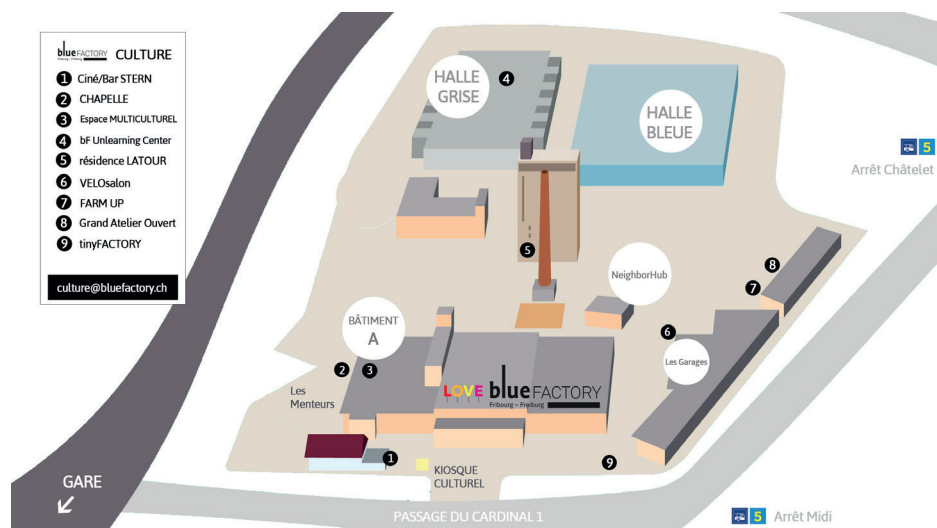 blueFACTORY CULTURE
Fribourg – Freiburg
1 Ciné/Bar STERN
2 CHAPELLE
3 Espace MULTICULTUREL
4 bF Unlearning Center
5 résidence LATOUR
6 VELOsalon
7 FARM UP
8 Grand Atelier Ouvert
9 tinyFACTORY
culture@bluefactory.ch
HALLE
GRISE
4
HALLE
BLEUE
5
Arrêt Châtelet
5
NeighborHub
8
7
BÂTIMENT
A
6
Les Garages
2
3
LOVE blueFACTORY
Fribourg – Freiburg
Les
Menteurs
1
9
KIOSQUE
CULTUREL
GARE
PASSAGE DU CARDINAL 1
5 Arrêt Midi